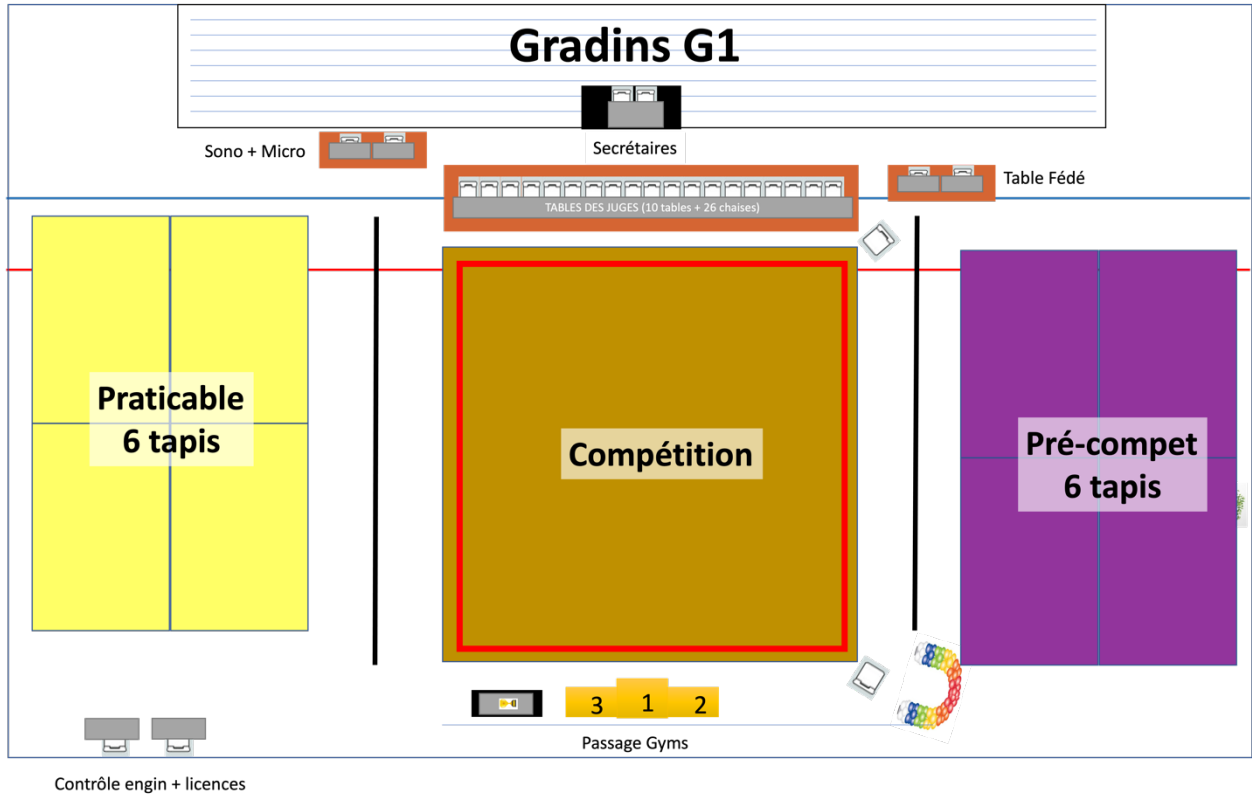 Gradins G1
Sono + Micro
Secrétaires
Table Fédé
TABLES DES JUGES (10 tables + 26 chaises)
Praticable
6 tapis
Compétition
Pré-compet
6 tapis
3 1 2
Passage Gyms
Contrôle engin + licences